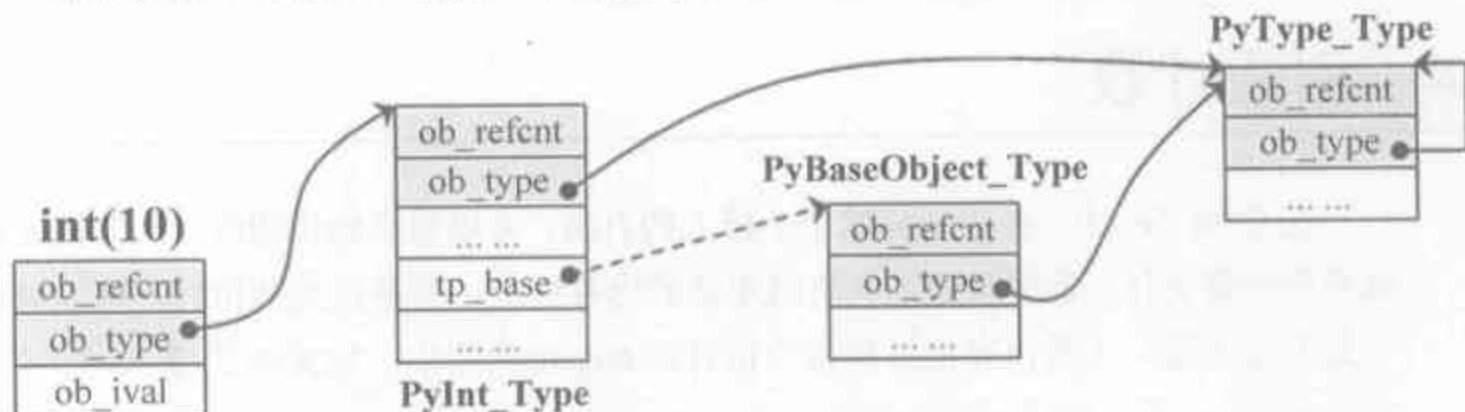 int(10)
ob_refcnt
ob_type
ob_ival
ob_refcnt
ob_type
... ...
tp_base
... ...
PyInt_Type
PyBaseObject_Type
ob_refcnt
ob_type
... ...
PyType_Type
ob_refcnt
ob_type
... ...